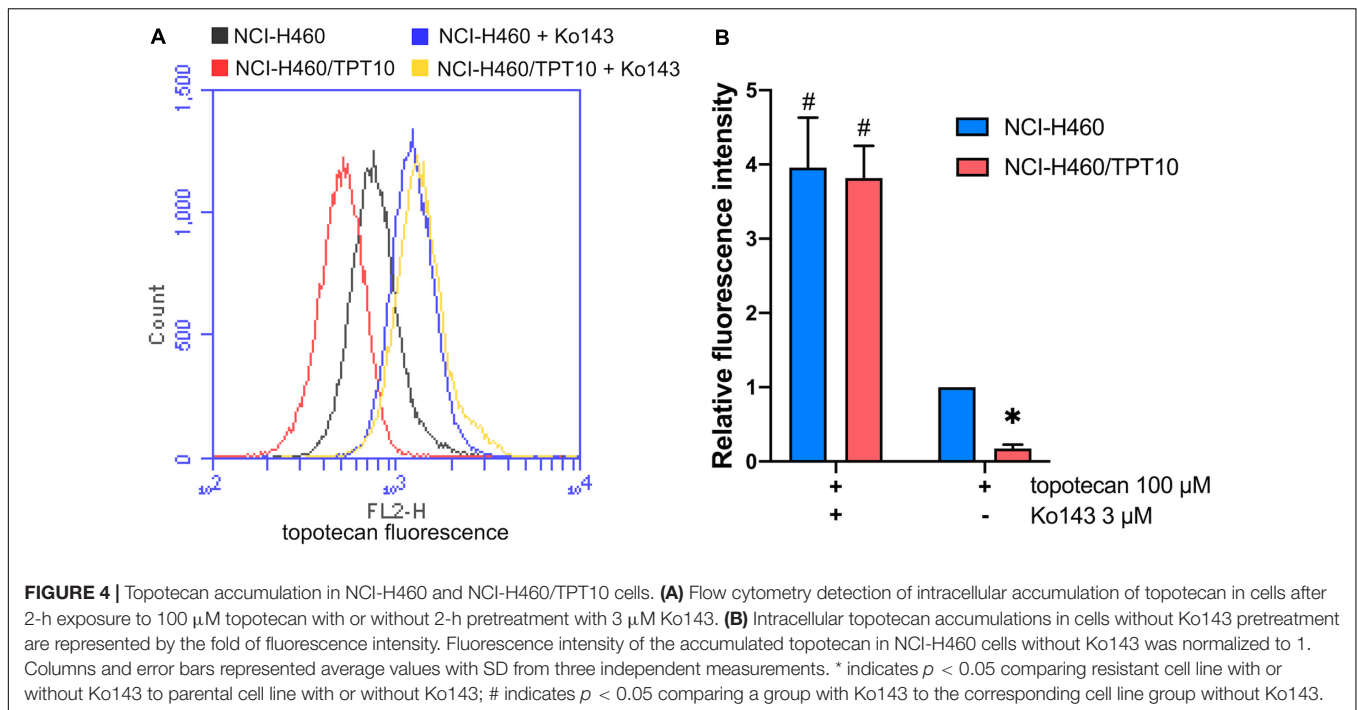 A
NCI-H460
NCI-H460 + Ko143
NCI-H460/TPT10
NCI-H460/TPT10 + Ko143
1,500
1,000
500
0
Count
10²
10³
10⁴
FL2-H
topotecan fluorescence
B
Relative fluorescence intensity
5
4
3
2
1
0
#
#
*
NCI-H460
NCI-H460/TPT10
+ + topotecan 100 µM
+ - Ko143 3 µM
FIGURE 4 | Topotecan accumulation in NCI-H460 and NCI-H460/TPT10 cells. (A) Flow cytometry detection of intracellular accumulation of topotecan in cells after
2-h exposure to 100 µM topotecan with or without 2-h pretreatment with 3 µM Ko143. (B) Intracellular topotecan accumulations in cells without Ko143 pretreatment
are represented by the fold of fluorescence intensity. Fluorescence intensity of the accumulated topotecan in NCI-H460 cells without Ko143 was normalized to 1.
Columns and error bars represented average values with SD from three independent measurements. * indicates p < 0.05 comparing resistant cell line with or
without Ko143 to parental cell line with or without Ko143; # indicates p < 0.05 comparing a group with Ko143 to the corresponding cell line group without Ko143.